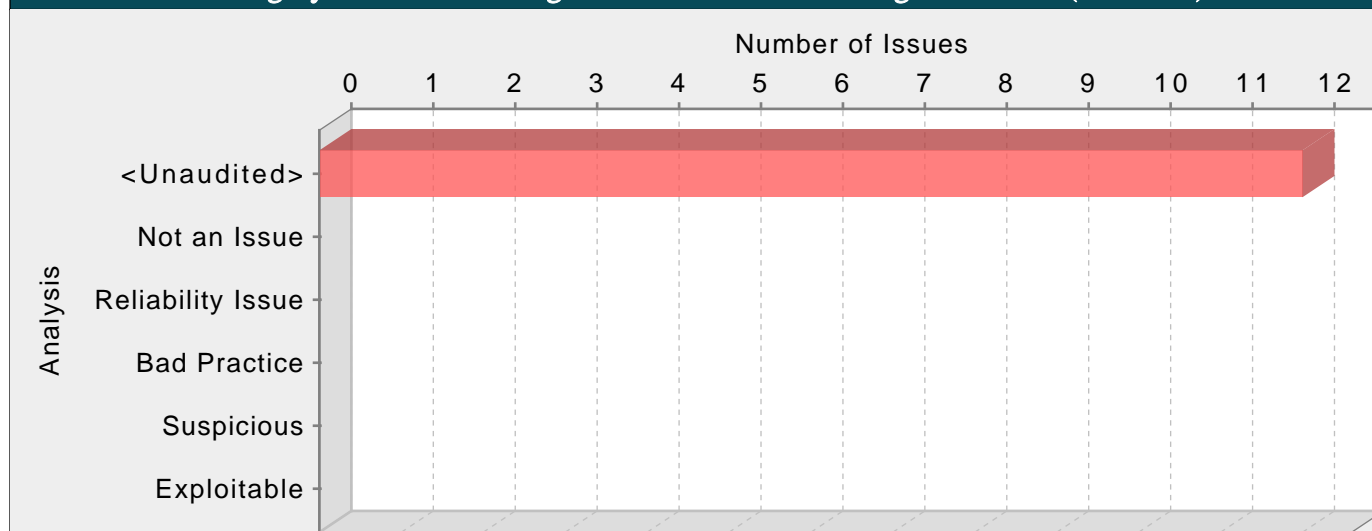 Number of Issues
0 1 2 3 4 5 6 7 8 9 10 11 12
<Unaudited>
Not an Issue
Reliability Issue
Bad Practice
Suspicious
Exploitable
Analysis